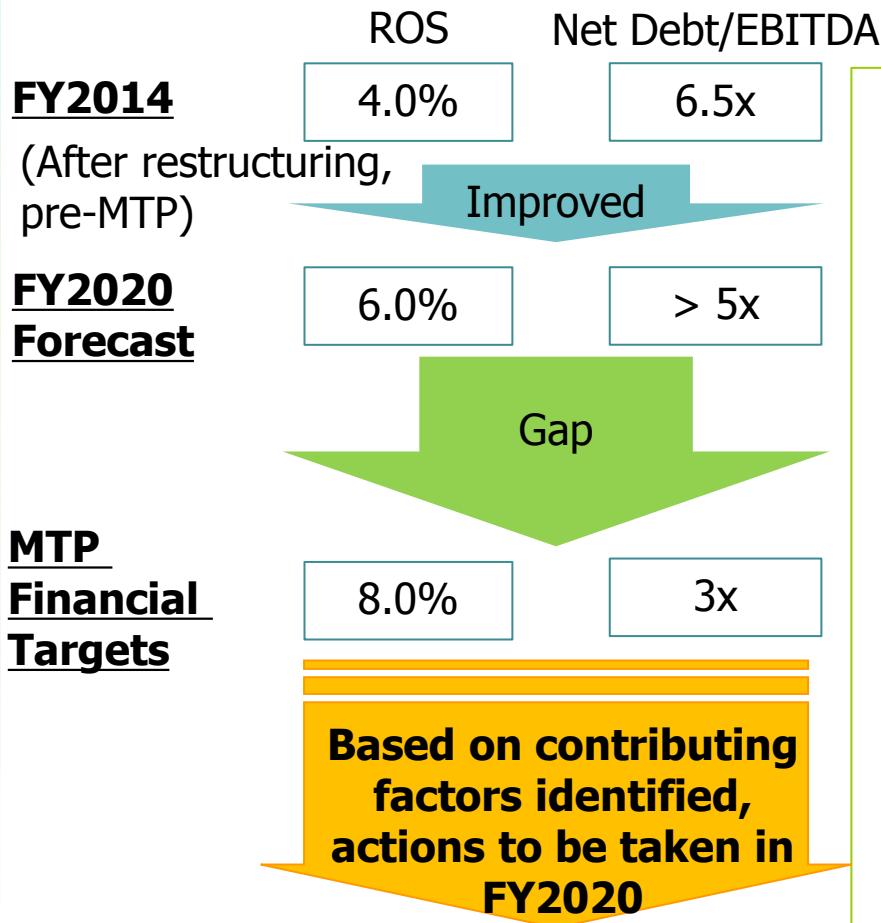 ROS Net Debt/EBITDA
FY2014 4.0% 6.5x
(After restructuring,
pre-MTP)
Improved
FY2020
Forecast
6.0% > 5x
Gap
MTP
Financial
Targets
8.0% 3x
Based on contributing
factors identified,
actions to be taken in
FY2020